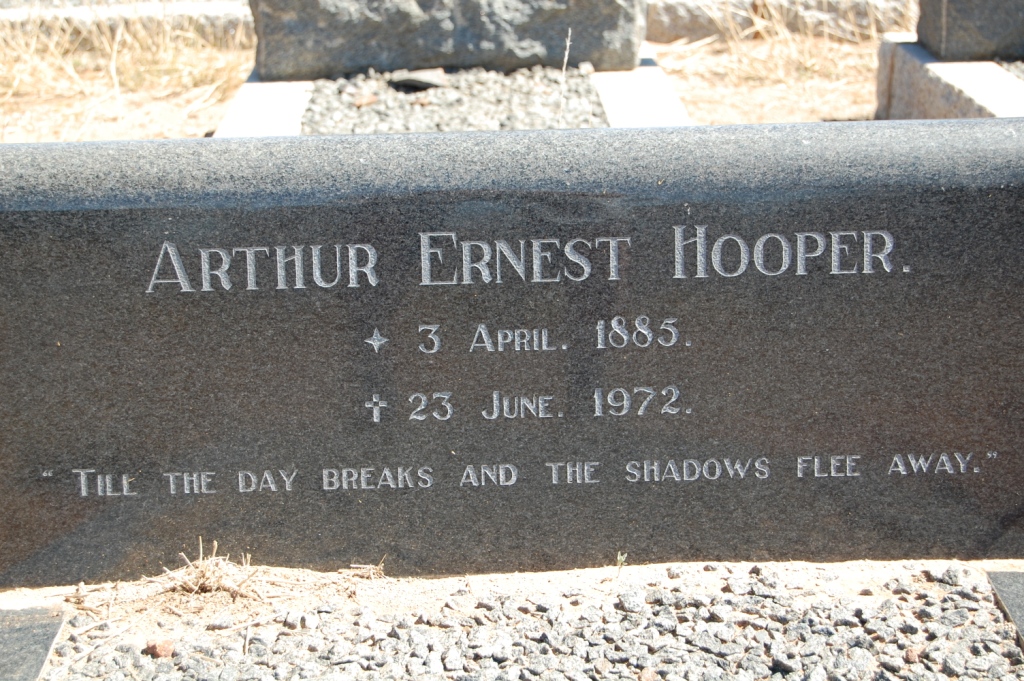 ARTHUR ERNEST HOOPER.
✦ 3 APRIL. 1885.
✝ 23 JUNE. 1972.
"TILL THE DAY BREAKS AND THE SHADOWS FLEE AWAY."